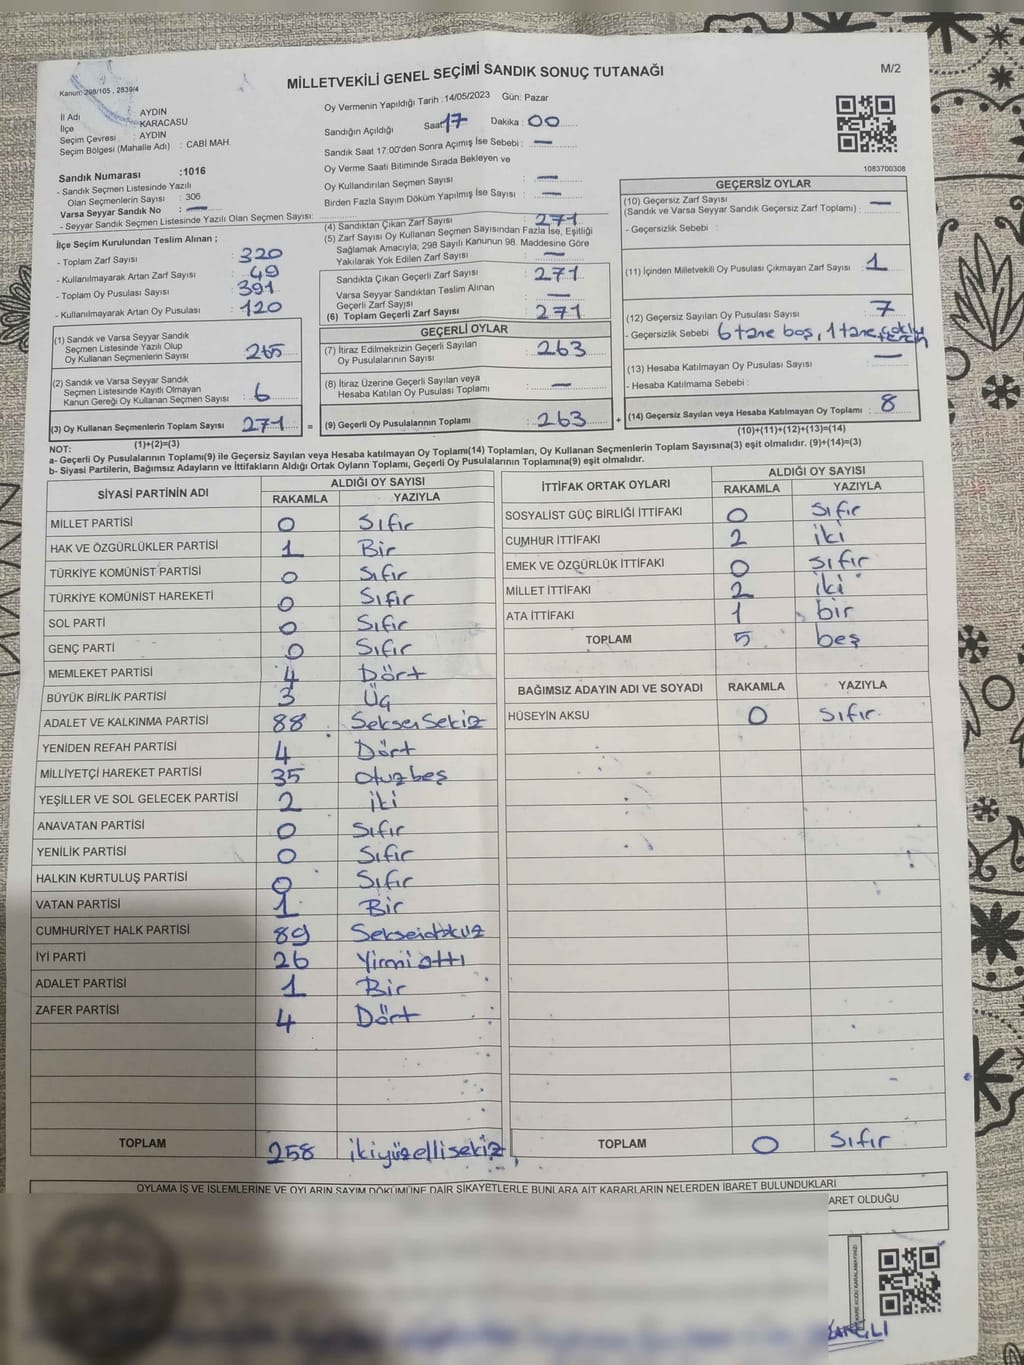 MİLLETVEKİLİ GENEL SEÇİMİ SANDIK SONUÇ TUTANAĞI
M/2
Kanun: 298/105 , 2839/4
İl Adı : AYDIN
İlçe : KARACASU
Seçim Çevresi : AYDIN
Seçim Bölgesi (Mahalle Adı) : CABİ MAH.
Oy Vermenin Yapıldığı Tarih :14/05/2023 Gün: Pazar
Sandığın Açıldığı Saat: 17 Dakika : 00
Sandık Saat 17:00'den Sonra Açımış İse Sebebi : —
Oy Verme Saati Bitiminde Sırada Bekleyen ve
Oy Kullandırılan Seçmen Sayısı : —
Birden Fazla Sayım Döküm Yapılmış İse Sayısı : —
1083700308
Sandık Numarası :1016
- Sandık Seçmen Listesinde Yazılı
Olan Seçmenlerin Sayısı : 306
Varsa Seyyar Sandık No : —
- Seyyar Sandık Seçmen Listesinde Yazılı Olan Seçmen Sayısı:
İlçe Seçim Kurulundan Teslim Alınan ;
- Toplam Zarf Sayısı : 320
- Kullanılmayarak Artan Zarf Sayısı : 49
- Toplam Oy Pusulası Sayısı : 391
- Kullanılmayarak Artan Oy Pusulası : 120
(1) Sandık ve Varsa Seyyar Sandık
Seçmen Listesinde Yazılı Olup
Oy Kullanan Seçmenlerin Sayısı : 265
(2) Sandık ve Varsa Seyyar Sandık
Seçmen Listesinde Kayıtlı Olmayan
Kanun Gereği Oy Kullanan Seçmen Sayısı : 6
(3) Oy Kullanan Seçmenlerin Toplam Sayısı : 271 =
(1)+(2)=(3)
(4) Sandıktan Çıkan Zarf Sayısı : 271
(5) Zarf Sayısı Oy Kullanan Seçmen Sayısından Fazla İse, Eşitliği
Sağlamak Amacıyla; 298 Sayılı Kanunun 98. Maddesine Göre
Yakılarak Yok Edilen Zarf Sayısı : —
Sandıkta Çıkan Geçerli Zarf Sayısı : 271
Varsa Seyyar Sandıktan Teslim Alınan
Geçerli Zarf Sayısı : —
(6) Toplam Geçerli Zarf Sayısı : 271
GEÇERLİ OYLAR
(7) İtiraz Edilmeksizin Geçerli Sayılan
Oy Pusulalarının Sayısı : 263
(8) İtiraz Üzerine Geçerli Sayılan veya
Hesaba Katılan Oy Pusulası Toplamı : —
(9) Geçerli Oy Pusulalarının Toplamı : 263 +
GEÇERSİZ OYLAR
(10) Geçersiz Zarf Sayısı
(Sandık ve Varsa Seyyar Sandık Geçersiz Zarf Toplamı) : —
- Geçersizlik Sebebi :
(11) İçinden Milletvekili Oy Pusulası Çıkmayan Zarf Sayısı : 1
(12) Geçersiz Sayılan Oy Pusulası Sayısı : 7
- Geçersizlik Sebebi : 6 tane boş, 1 tane çoklu tercih
(13) Hesaba Katılmayan Oy Pusulası Sayısı : —
- Hesaba Katılmama Sebebi :
(14) Geçersiz Sayılan veya Hesaba Katılmayan Oy Toplamı : 8
(10)+(11)+(12)+(13)=(14)
NOT:
a- Geçerli Oy Pusulalarının Toplamı(9) ile Geçersiz Sayılan veya Hesaba katılmayan Oy Toplamı(14) Toplamları, Oy Kullanan Seçmenlerin Toplam Sayısına(3) eşit olmalıdır. (9)+(14)=(3)
b- Siyasi Partilerin, Bağımsız Adayların ve İttifakların Aldığı Ortak Oyların Toplamı, Geçerli Oy Pusulalarının Toplamına(9) eşit olmalıdır.
SİYASİ PARTİNİN ADI ALDIĞI OY SAYISI
RAKAMLA YAZIYLA
MİLLET PARTİSİ 0 Sıfır
HAK VE ÖZGÜRLÜKLER PARTİSİ 1 Bir
TÜRKİYE KOMÜNİST PARTİSİ 0 Sıfır
TÜRKİYE KOMÜNİST HAREKETİ 0 Sıfır
SOL PARTİ 0 Sıfır
GENÇ PARTİ 0 Sıfır
MEMLEKET PARTİSİ 4 Dört
BÜYÜK BİRLİK PARTİSİ 3 Üç
ADALET VE KALKINMA PARTİSİ 88 Seksensekiz
YENİDEN REFAH PARTİSİ 4 Dört
MİLLİYETÇİ HAREKET PARTİSİ 35 otuzbeş
YEŞİLLER VE SOL GELECEK PARTİSİ 2 iki
ANAVATAN PARTİSİ 0 Sıfır
YENİLİK PARTİSİ 0 Sıfır
HALKIN KURTULUŞ PARTİSİ 0 Sıfır
VATAN PARTİSİ 1 Bir
CUMHURİYET HALK PARTİSİ 89 Seksendokuz
İYİ PARTİ 26 Yirmialtı
ADALET PARTİSİ 1 Bir
ZAFER PARTİSİ 4 Dört
TOPLAM 258 ikiyüzellisekiz
İTTİFAK ORTAK OYLARI ALDIĞI OY SAYISI
RAKAMLA YAZIYLA
SOSYALİST GÜÇ BİRLİĞİ İTTİFAKI 0 Sıfır
CUMHUR İTTİFAKI 2 iki
EMEK VE ÖZGÜRLÜK İTTİFAKI 0 sıfır
MİLLET İTTİFAKI 2 iki
ATA İTTİFAKI 1 bir
TOPLAM 5 beş
BAĞIMSIZ ADAYIN ADI VE SOYADI RAKAMLA YAZIYLA
HÜSEYİN AKSU 0 Sıfır
TOPLAM 0 Sıfır
OYLAMA İŞ VE İŞLEMLERİNE VE OYLARIN SAYIM DÖKÜMÜNE DAİR ŞİKAYETLERLE BUNLARA AİT KARARLARIN NELERDEN İBARET BULUNDUKLARI
ARET OLDUĞU